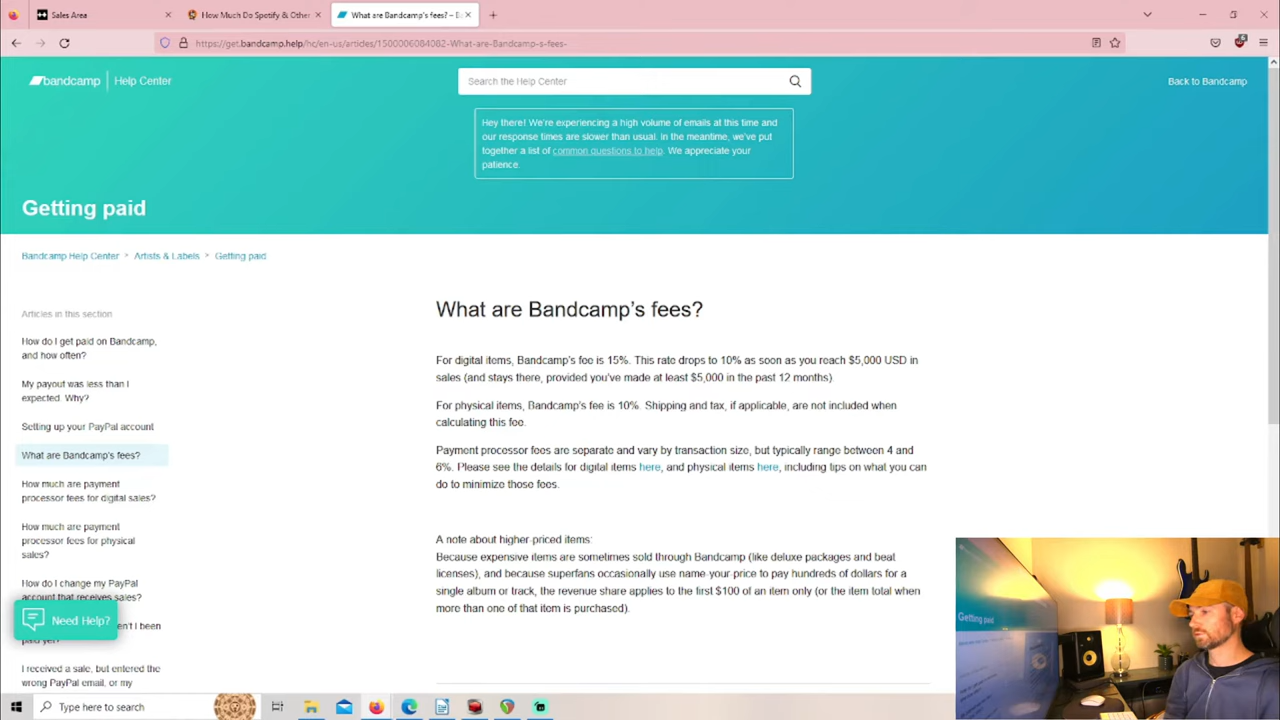 Sales Area
How Much Do Spotify & Other
What are Bandcamp's fees? –
https://get.bandcamp.help/hc/en-us/articles/1500006084082-What-are-Bandcamp-s-fees-
bandcamp
Help Center
Search the Help Center
Back to Bandcamp
Hey there! We're experiencing a high volume of emails at this time and
our response times are slower than usual. In the meantime, we've put
together a list of common questions to help. We appreciate your
patience.
Getting paid
Bandcamp Help Center > Artists & Labels > Getting paid
Articles in this section
How do I get paid on Bandcamp,
and how often?
My payout was less than I
expected. Why?
Setting up your PayPal account
What are Bandcamp's fees?
How much are payment
processor fees for digital sales?
How much are payment
processor fees for physical
sales?
How do I change my PayPal
account that receives sales?
n't I been
paid yet?
I received a sale, but entered the
wrong PayPal email, or my
Need Help?
What are Bandcamp's fees?
For digital items, Bandcamp's fee is 15%. This rate drops to 10% as soon as you reach $5,000 USD in
sales (and stays there, provided you've made at least $5,000 in the past 12 months).
For physical items, Bandcamp's fee is 10%. Shipping and tax, if applicable, are not included when
calculating this fee.
Payment processor fees are separate and vary by transaction size, but typically range between 4 and
6%. Please see the details for digital items here, and physical items here, including tips on what you can
do to minimize those fees.
A note about higher-priced items:
Because expensive items are sometimes sold through Bandcamp (like deluxe packages and beat
licenses), and because superfans occasionally use name-your-price to pay hundreds of dollars for a
single album or track, the revenue share applies to the first $100 of an item only (or the item total when
more than one of that item is purchased).
Getting paid
Type here to search